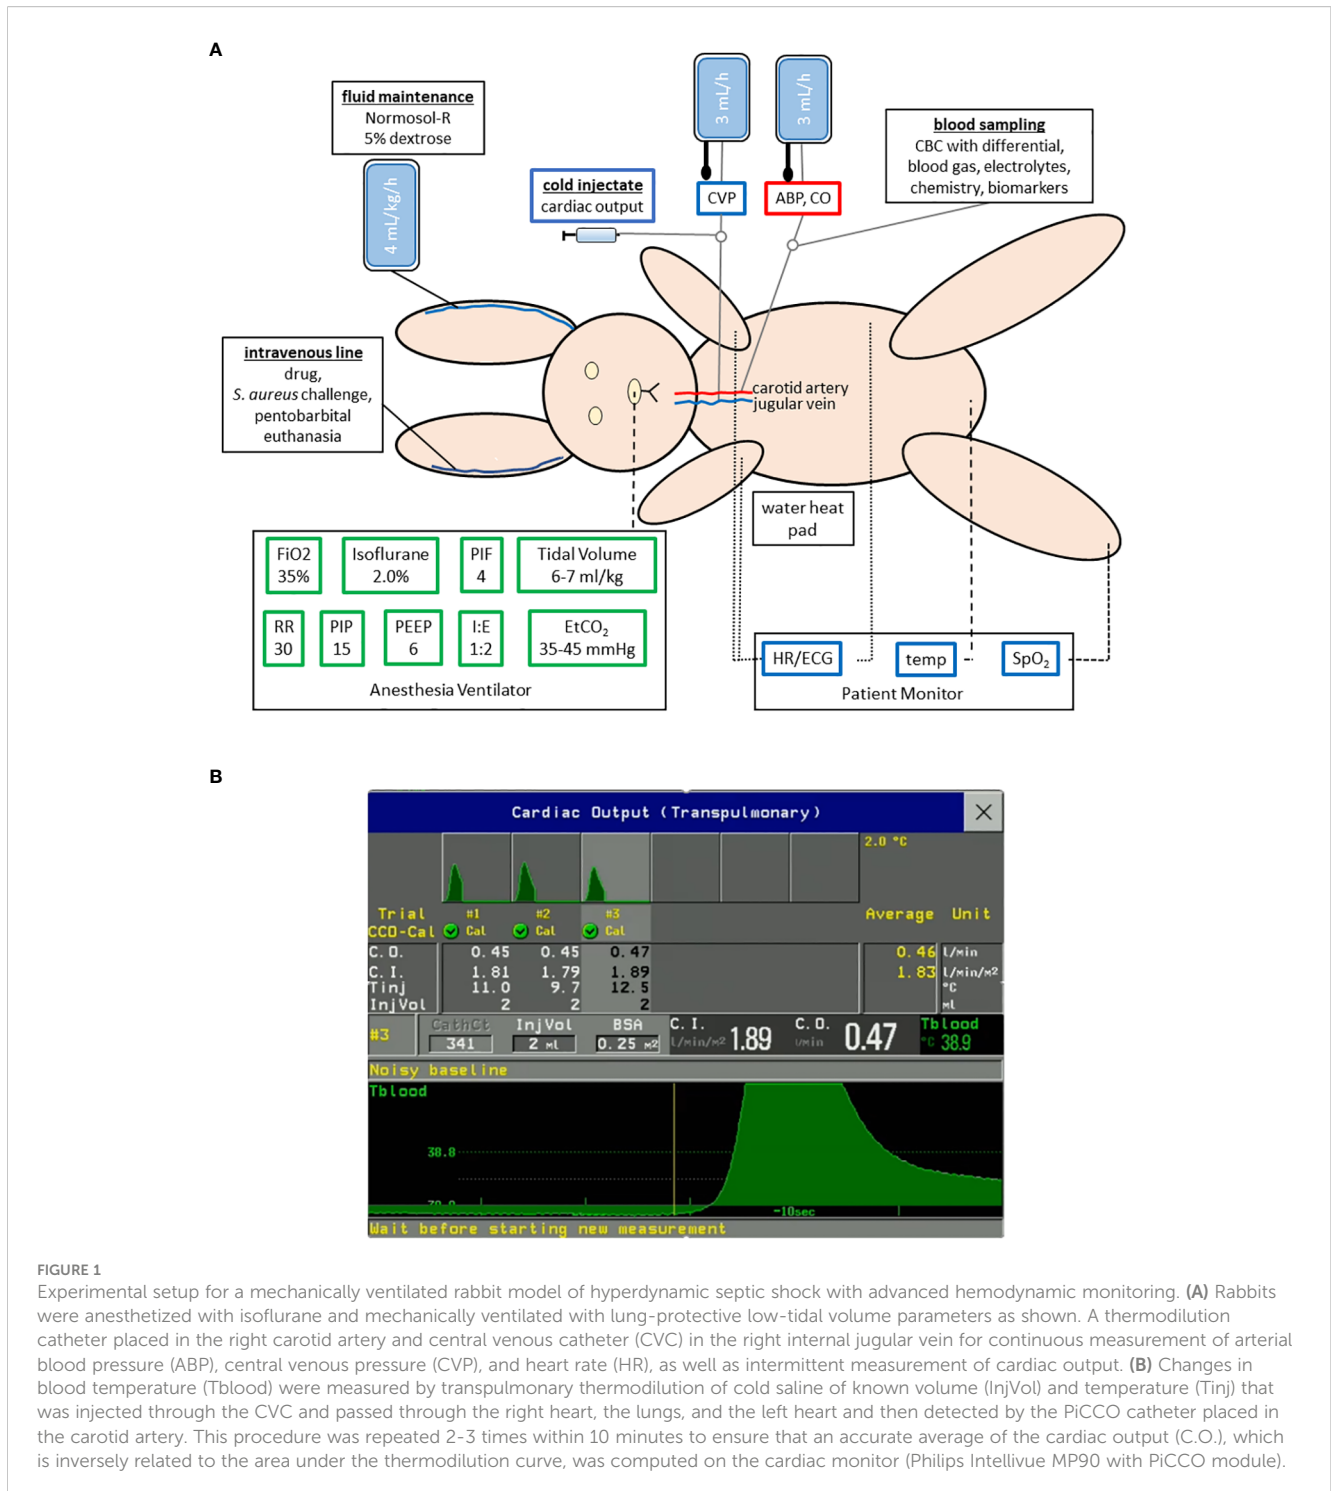 A
fluid maintenance
Normosol-R
5% dextrose
4 mL/kg/h
3 mL/h
3 mL/h
cold injectate
cardiac output
CVP
ABP, CO
blood sampling
CBC with differential,
blood gas, electrolytes,
chemistry, biomarkers
intravenous line
drug,
S. aureus challenge,
pentobarbital
euthanasia
carotid artery
jugular vein
water heat
pad
FiO2
35%
Isoflurane
2.0%
PIF
4
Tidal Volume
6-7 ml/kg
RR
30
PIP
15
PEEP
6
I:E
1:2
EtCO₂
35-45 mmHg
Anesthesia Ventilator
HR/ECG
temp
SpO₂
Patient Monitor
B
Cardiac Output (Transpulmonary)
2.0 °C
Trial #1 #2 #3 Average Unit
CCO-Cal Cal Cal Cal
C.O. 0.45 0.45 0.47 0.46 l/min
C.I. 1.81 1.79 1.89 1.83 l/min/m²
Tinj 11.0 9.7 12.5 °C
InjVol 2 2 2 ml
#3 CathCt 341 InjVol 2 ml BSA 0.25 m² C.I. l/min/m² 1.89 C.O. l/min 0.47 Tblood °C 38.9
Noisy baseline
Tblood
38.8
-10sec
Wait before starting new measurement
FIGURE 1
Experimental setup for a mechanically ventilated rabbit model of hyperdynamic septic shock with advanced hemodynamic monitoring. (A) Rabbits
were anesthetized with isoflurane and mechanically ventilated with lung-protective low-tidal volume parameters as shown. A thermodilution
catheter placed in the right carotid artery and central venous catheter (CVC) in the right internal jugular vein for continuous measurement of arterial
blood pressure (ABP), central venous pressure (CVP), and heart rate (HR), as well as intermittent measurement of cardiac output. (B) Changes in
blood temperature (Tblood) were measured by transpulmonary thermodilution of cold saline of known volume (InjVol) and temperature (Tinj) that
was injected through the CVC and passed through the right heart, the lungs, and the left heart and then detected by the PiCCO catheter placed in
the carotid artery. This procedure was repeated 2-3 times within 10 minutes to ensure that an accurate average of the cardiac output (C.O.), which
is inversely related to the area under the thermodilution curve, was computed on the cardiac monitor (Philips Intellivue MP90 with PiCCO module).